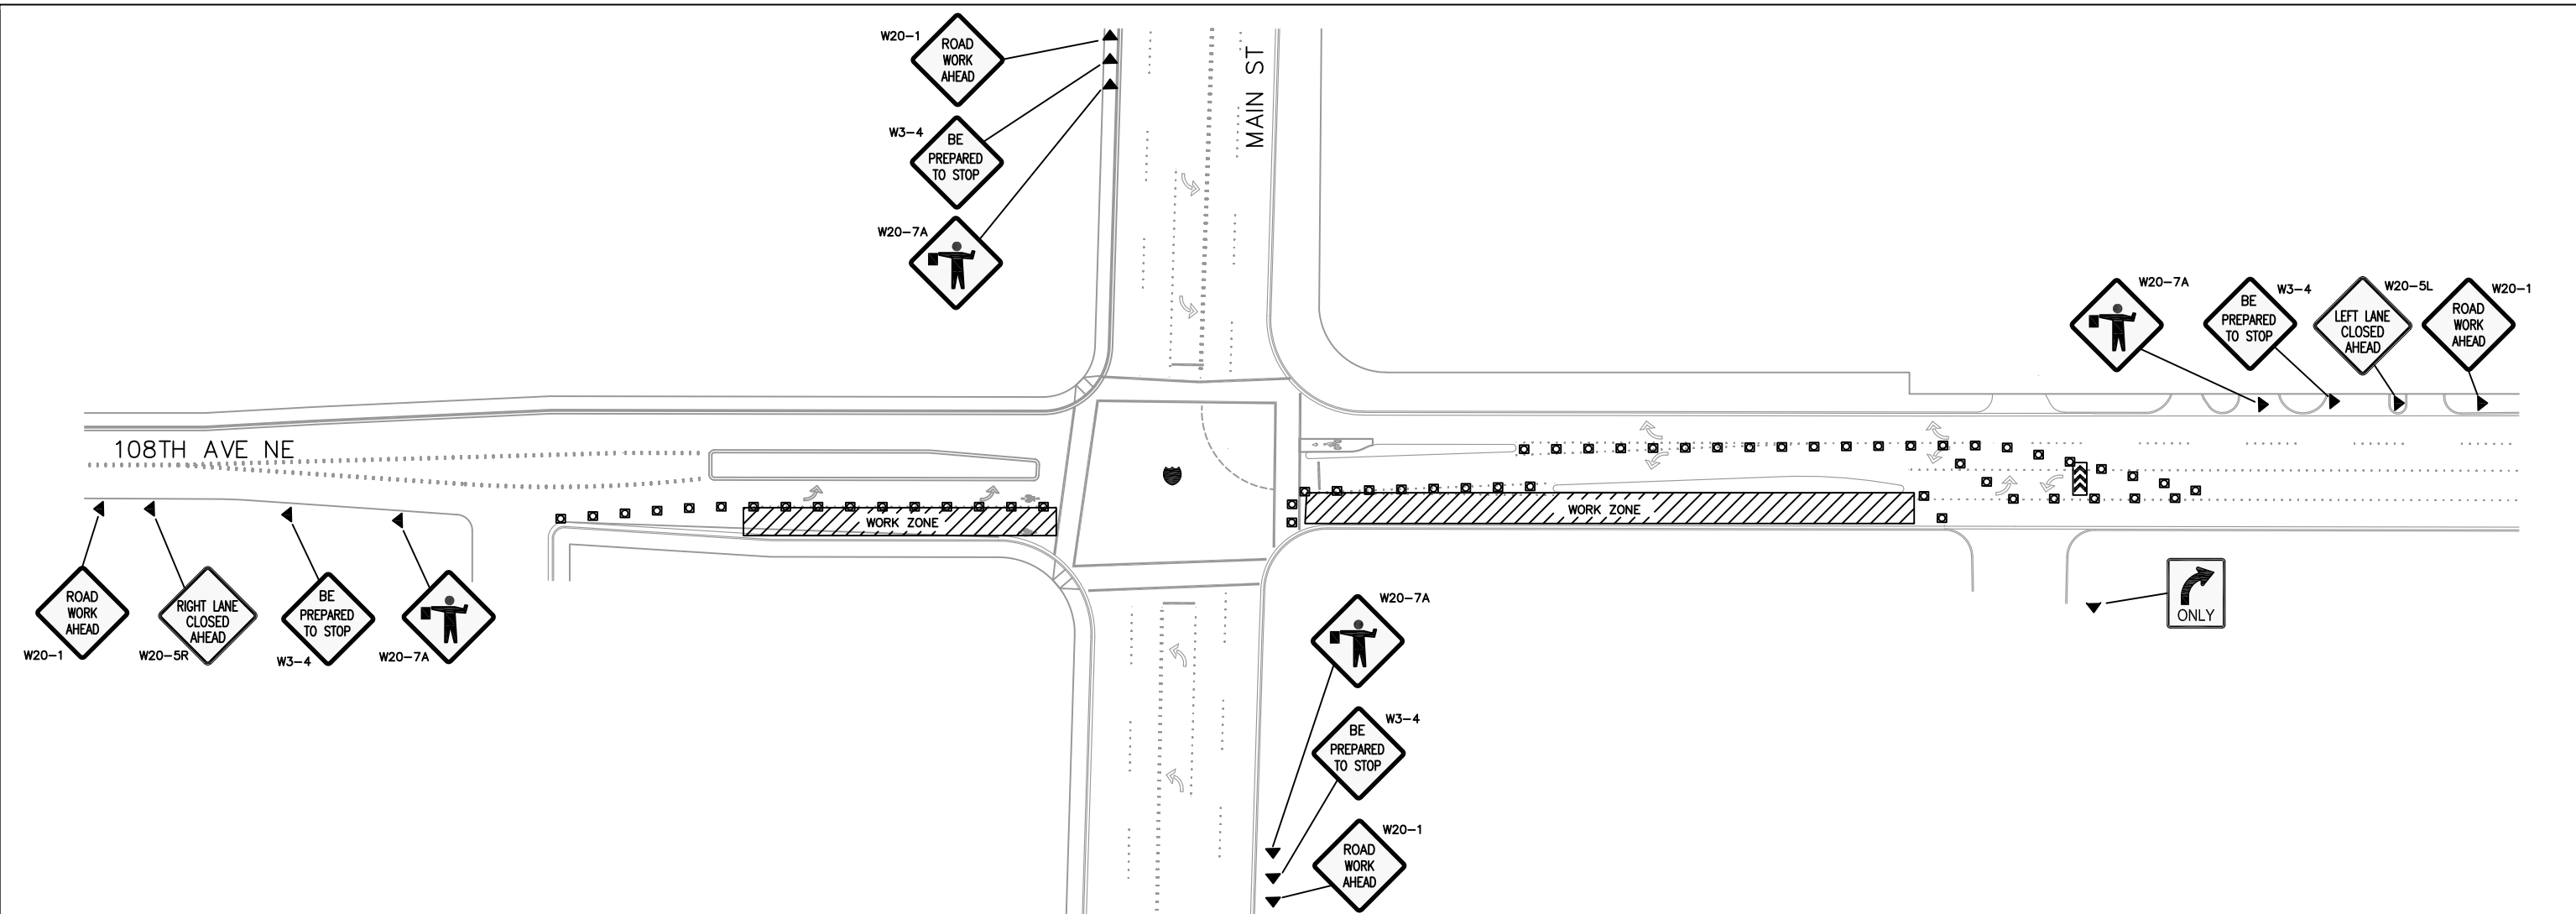 W20-1
ROAD
WORK
AHEAD
MAIN ST
W3-4
BE
PREPARED
TO STOP
W20-7A
W20-7A
W3-4
BE
PREPARED
TO STOP
W20-5L
LEFT LANE
CLOSED
AHEAD
W20-1
ROAD
WORK
AHEAD
108TH AVE NE
WORK ZONE
WORK ZONE
ROAD
WORK
AHEAD
W20-1
RIGHT LANE
CLOSED
AHEAD
W20-5R
BE
PREPARED
TO STOP
W3-4
W20-7A
ONLY
W20-7A
W3-4
BE
PREPARED
TO STOP
W20-1
ROAD
WORK
AHEAD